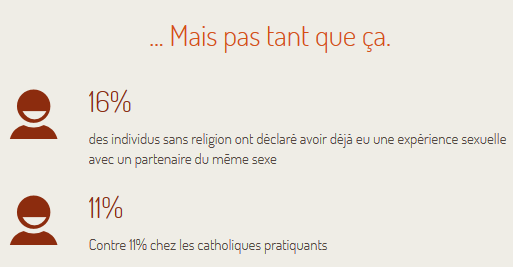 ... Mais pas tant que ça.
16%
des individus sans religion ont déclaré avoir déjà eu une expérience sexuelle
avec un partenaire du même sexe
11%
Contre 11% chez les catholiques pratiquants